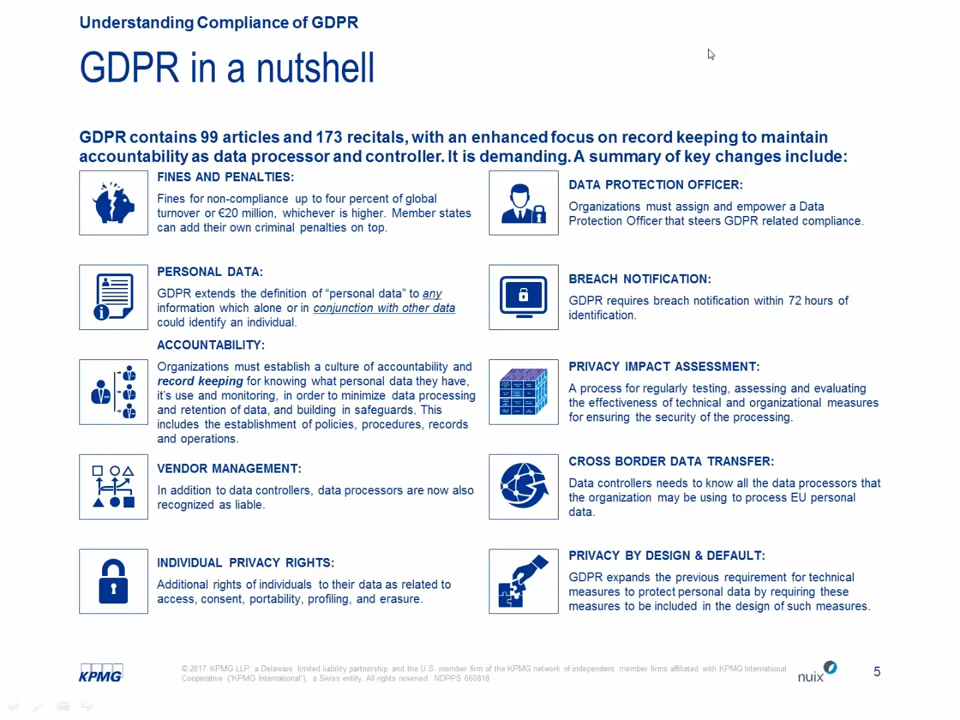 Understanding Compliance of GDPR
GDPR in a nutshell
GDPR contains 99 articles and 173 recitals, with an enhanced focus on record keeping to maintain
accountability as data processor and controller. It is demanding. A summary of key changes include:
FINES AND PENALTIES:
Fines for non-compliance up to four percent of global
turnover or €20 million, whichever is higher. Member states
can add their own criminal penalties on top.
PERSONAL DATA:
GDPR extends the definition of “personal data” to any
information which alone or in conjunction with other data
could identify an individual.
ACCOUNTABILITY:
Organizations must establish a culture of accountability and
record keeping for knowing what personal data they have,
it’s use and monitoring, in order to minimize data processing
and retention of data, and building in safeguards. This
includes the establishment of policies, procedures, records
and operations.
VENDOR MANAGEMENT:
In addition to data controllers, data processors are now also
recognized as liable.
INDIVIDUAL PRIVACY RIGHTS:
Additional rights of individuals to their data as related to
access, consent, portability, profiling, and erasure.
DATA PROTECTION OFFICER:
Organizations must assign and empower a Data
Protection Officer that steers GDPR related compliance.
BREACH NOTIFICATION:
GDPR requires breach notification within 72 hours of
identification.
PRIVACY IMPACT ASSESSMENT:
A process for regularly testing, assessing and evaluating
the effectiveness of technical and organizational measures
for ensuring the security of the processing.
CROSS BORDER DATA TRANSFER:
Data controllers needs to know all the data processors that
the organization may be using to process EU personal
data.
PRIVACY BY DESIGN & DEFAULT:
GDPR expands the previous requirement for technical
measures to protect personal data by requiring these
measures to be included in the design of such measures.
KPMG
© 2017 KPMG LLP, a Delaware limited liability partnership and the U.S. member firm of the KPMG network of independent member firms affiliated with KPMG International
Cooperative (“KPMG International”), a Swiss entity. All rights reserved. NDPPS 660818
nuix
5